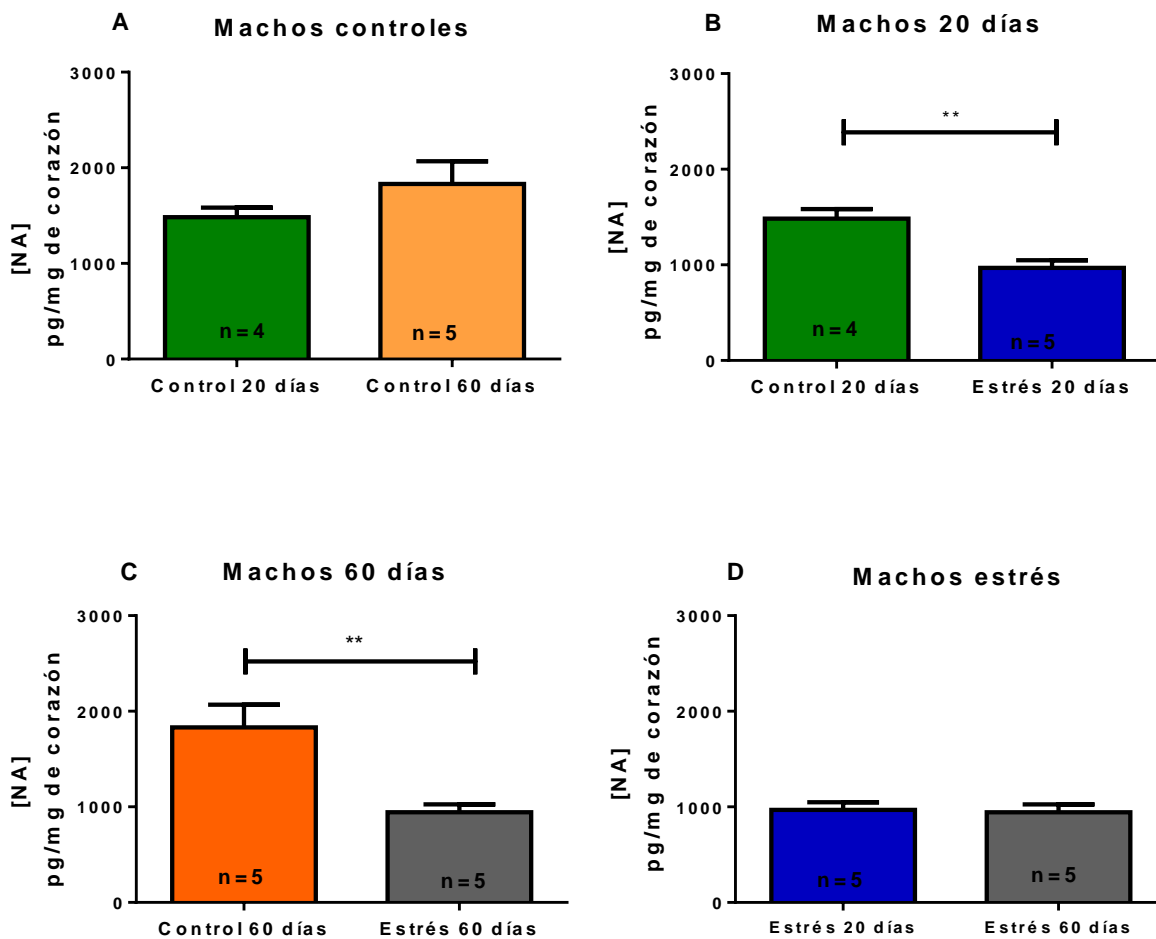 A
Machos controles
[NA]
pg/mg de corazón
3000
2000
1000
0
n=4
n=5
Control 20 días
Control 60 días
B
Machos 20 días
**
[NA]
pg/mg de corazón
3000
2000
1000
0
n=4
n=5
Control 20 días
Estrés 20 días
C
Machos 60 días
**
[NA]
pg/mg de corazón
3000
2000
1000
0
n=5
n=5
Control 60 días
Estrés 60 días
D
Machos estrés
[NA]
pg/mg de corazón
3000
2000
1000
0
n=5
n=5
Estrés 20 días
Estrés 60 días